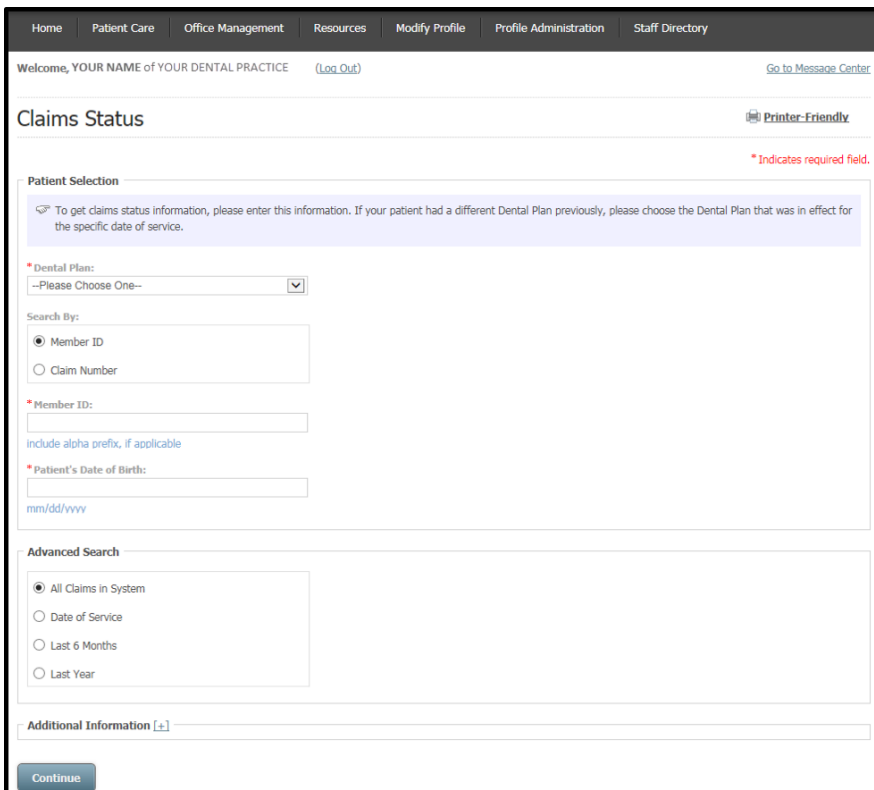 Home Patient Care Office Management Resources Modify Profile Profile Administration Staff Directory
Welcome, YOUR NAME of YOUR DENTAL PRACTICE (Log Out) Go to Message Center
Claims Status Printer-Friendly
* Indicates required field.
Patient Selection
To get claims status information, please enter this information. If your patient had a different Dental Plan previously, please choose the Dental Plan that was in effect for
the specific date of service.
* Dental Plan:
--Please Choose One--
Search By:
Member ID
Claim Number
* Member ID:
include alpha prefix, if applicable
* Patient's Date of Birth:
mm/dd/yyyy
Advanced Search
All Claims in System
Date of Service
Last 6 Months
Last Year
Additional Information [+]
Continue